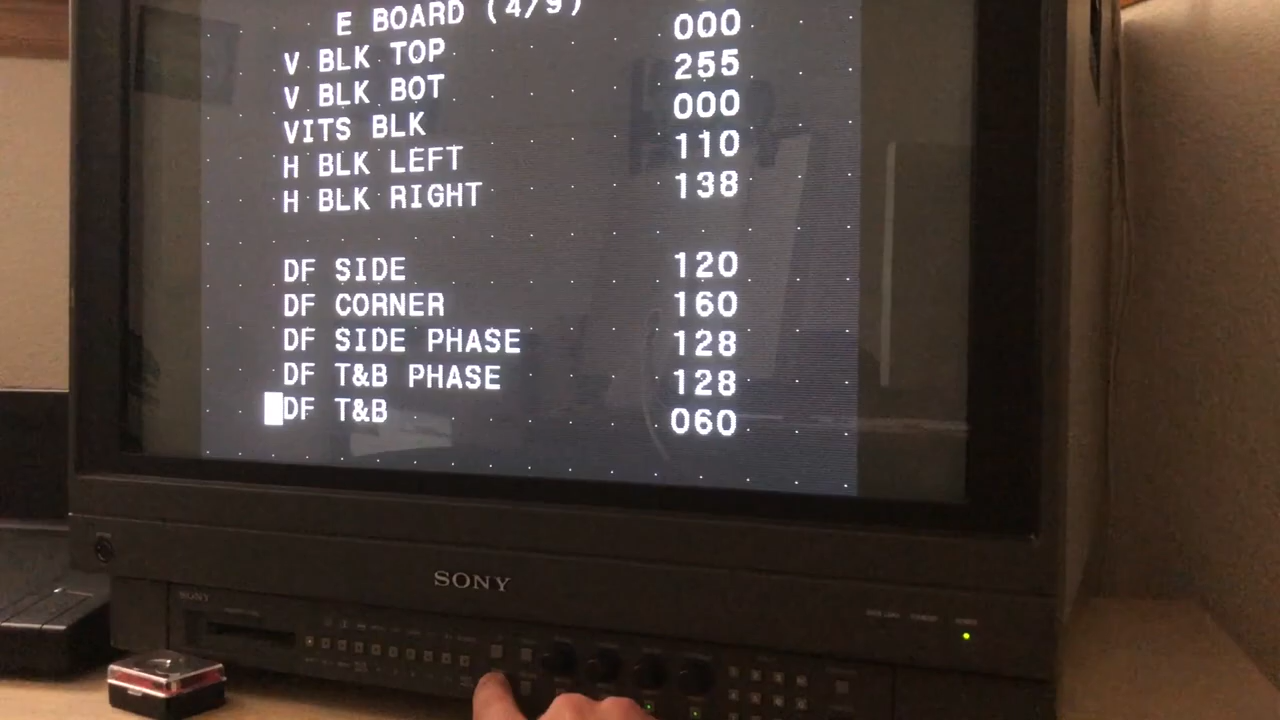 E BOARD (4/9)
V BLK TOP 000
V BLK BOT 255
VITS BLK 000
H BLK LEFT 110
H BLK RIGHT 138
DF SIDE 120
DF CORNER 160
DF SIDE PHASE 128
DF T&B PHASE 128
DF T&B 060
SONY
SONY